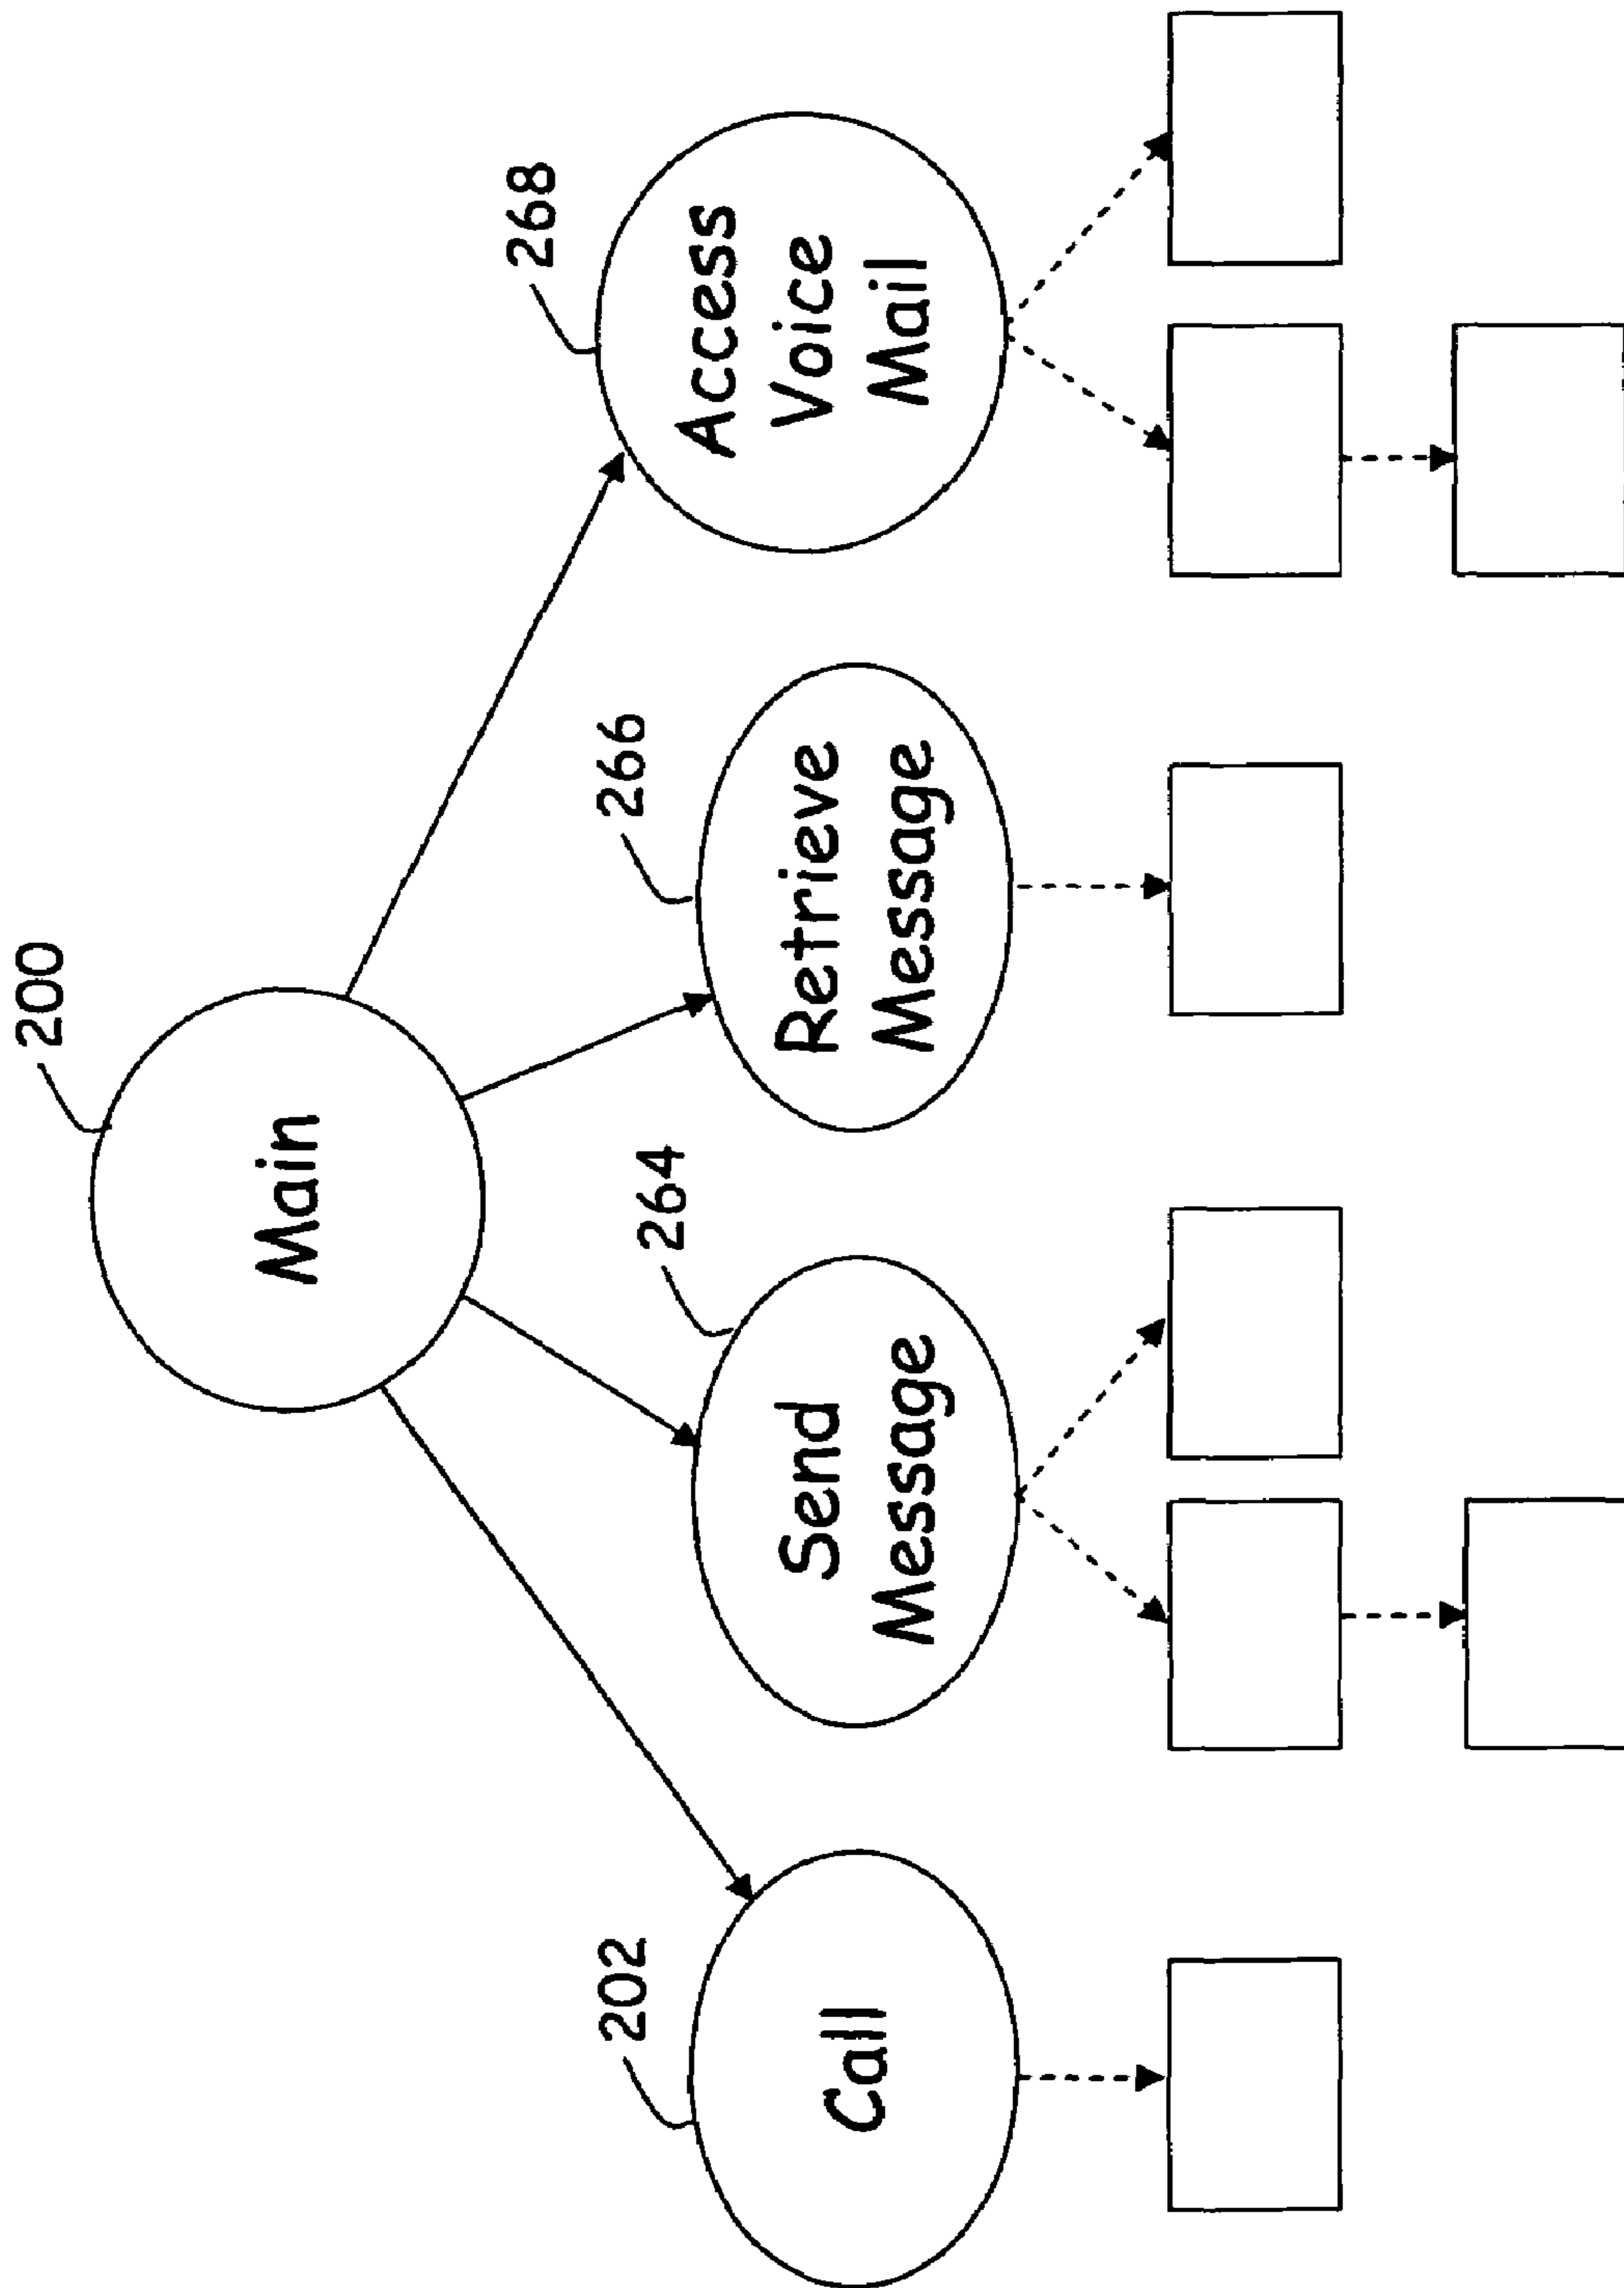 200
Main
202
Call
264
Send
Message
266
Retrieve
Message
268
Access
Voice
Mail